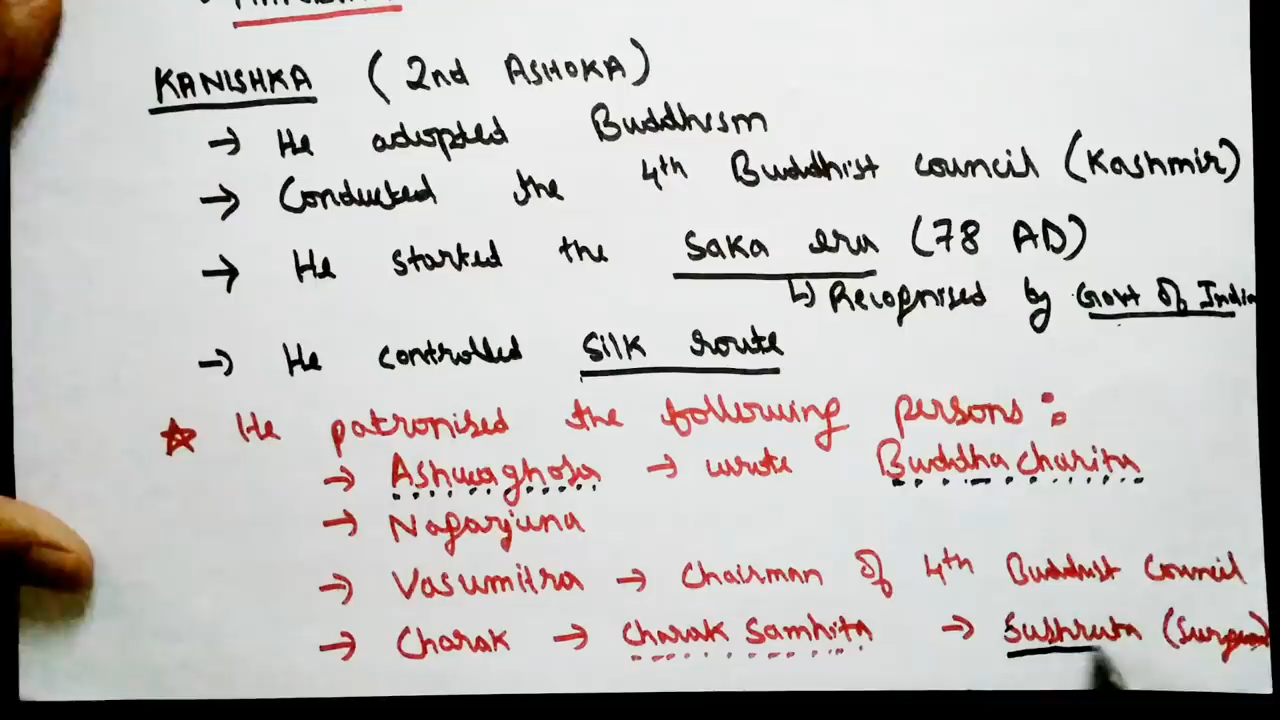 KANISHKA (2nd ASHOKA)
→ He adopted Buddhism
→ Conducted the 4th Buddhist council (Kashmir)
→ He started the Saka era (78 AD)
↳ Recognised by Govt of India
→ He controlled Silk route
☆ He patronised the following persons :
→ Ashwaghosa → wrote Buddhacharita
→ Nagarjuna
→ Vasumitra → Chairman of 4th Buddhist Council
→ Charak → Charak Samhita → Sushruta